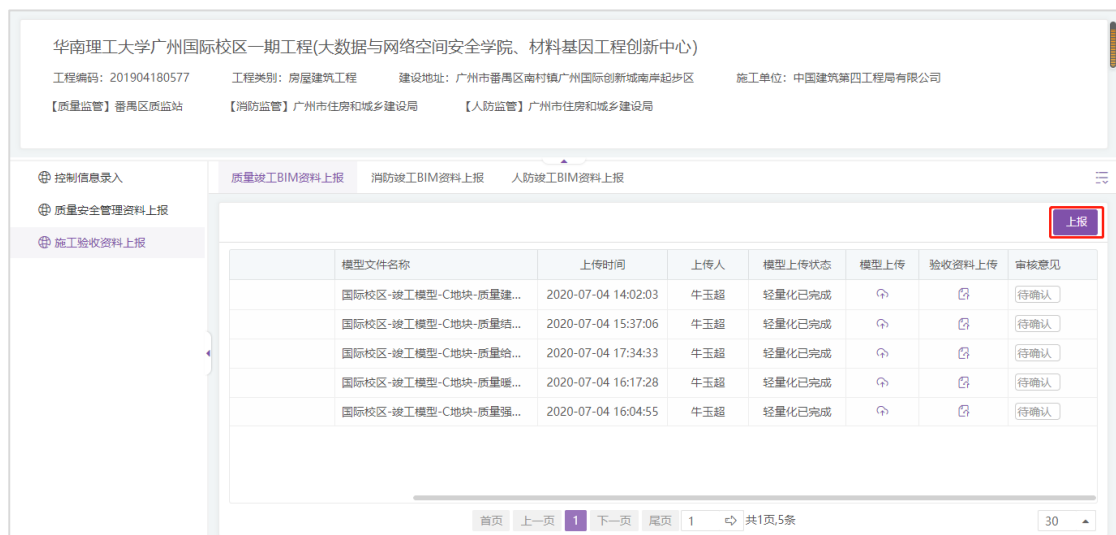 华南理工大学广州国际校区一期工程(大数据与网络空间安全学院、材料基因工程创新中心)
工程编码：201904180577 工程类别：房屋建筑工程 建设地址：广州市番禺区南村镇广州国际创新城南岸起步区 施工单位：中国建筑第四工程局有限公司
【质量监管】番禺区质监站 【消防监管】广州市住房和城乡建设局 【人防监管】广州市住房和城乡建设局
控制信息录入
质量安全管理资料上报
施工验收资料上报
质量竣工BIM资料上报 消防竣工BIM资料上报 人防竣工BIM资料上报
上报
模型文件名称 上传时间 上传人 模型上传状态 模型上传 验收资料上传 审核意见
国际校区-竣工模型-C地块-质量建... 2020-07-04 14:02:03 牛玉超 轻量化已完成 待确认
国际校区-竣工模型-C地块-质量结... 2020-07-04 15:37:06 牛玉超 轻量化已完成 待确认
国际校区-竣工模型-C地块-质量给... 2020-07-04 17:34:33 牛玉超 轻量化已完成 待确认
国际校区-竣工模型-C地块-质量暖... 2020-07-04 16:17:28 牛玉超 轻量化已完成 待确认
国际校区-竣工模型-C地块-质量强... 2020-07-04 16:04:55 牛玉超 轻量化已完成 待确认
首页 上一页 1 下一页 尾页 1 共1页,5条 30